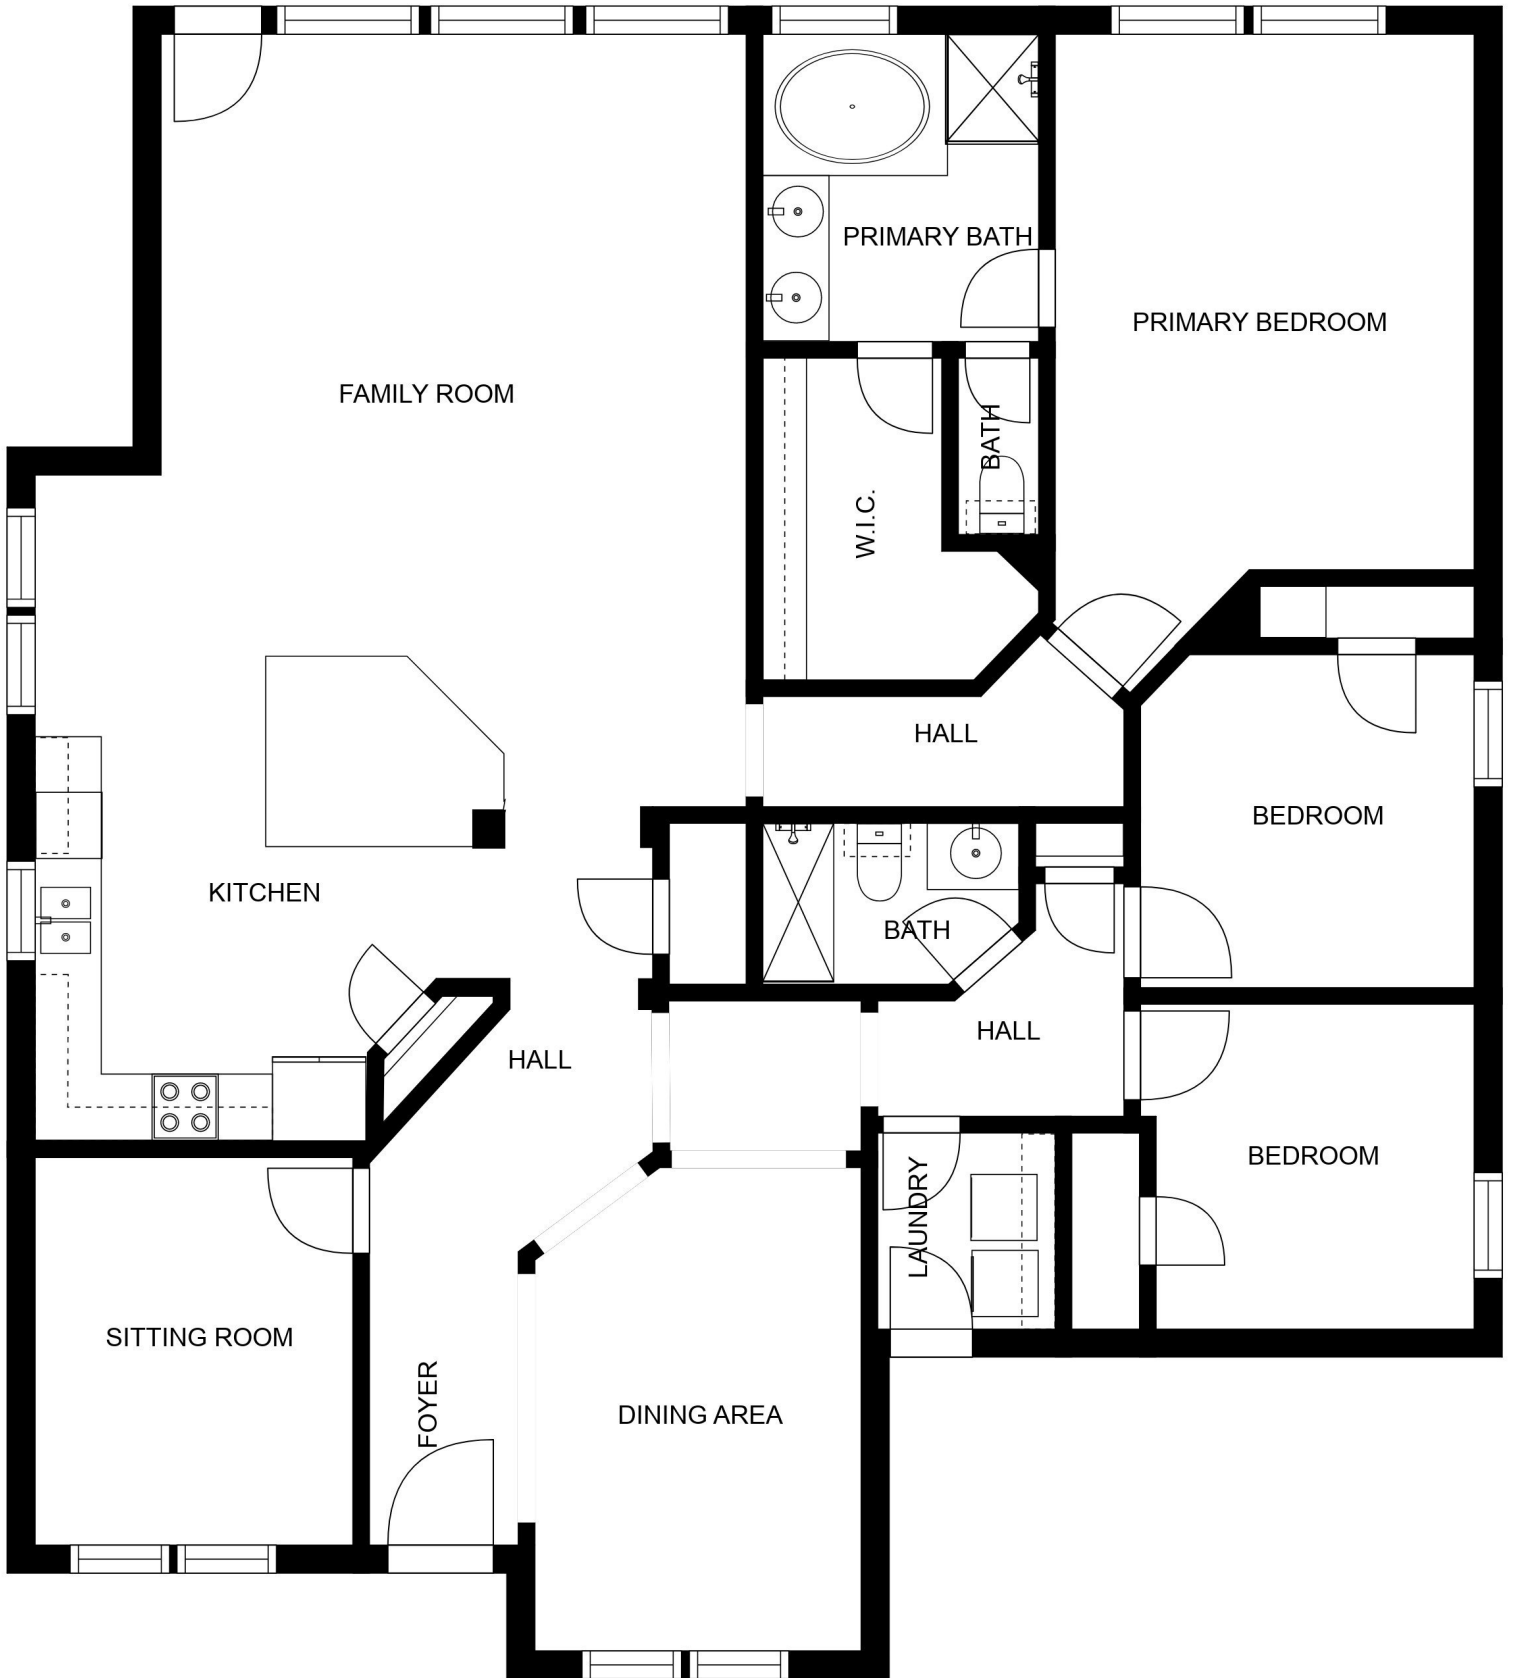 PRIMARY BATH
PRIMARY BEDROOM
FAMILY ROOM
BATH
W.I.C.
HALL
BEDROOM
KITCHEN
BATH
HALL
HALL
BEDROOM
LAUNDRY
SITTING ROOM
FOYER
DINING AREA